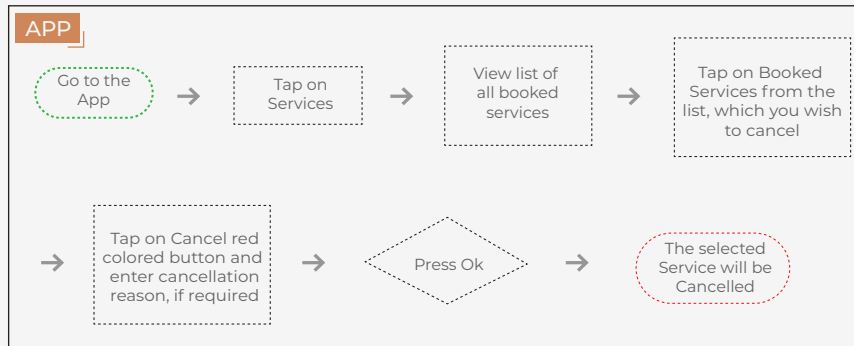 APP
Go to the
App
Tap on
Services
View list of
all booked
services
Tap on Booked
Services from the
list, which you wish
to cancel
Tap on Cancel red
colored button and
enter cancellation
reason, if required
Press Ok
The selected
Service will be
Cancelled